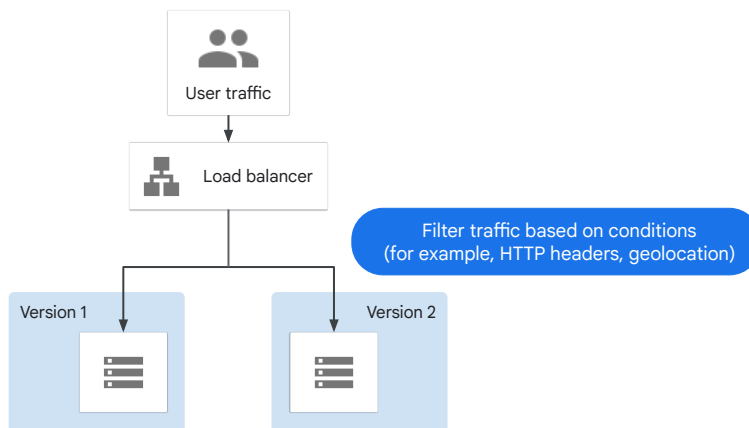 User traffic
Load balancer
Filter traffic based on conditions
(for example, HTTP headers, geolocation)
Version 1
Version 2